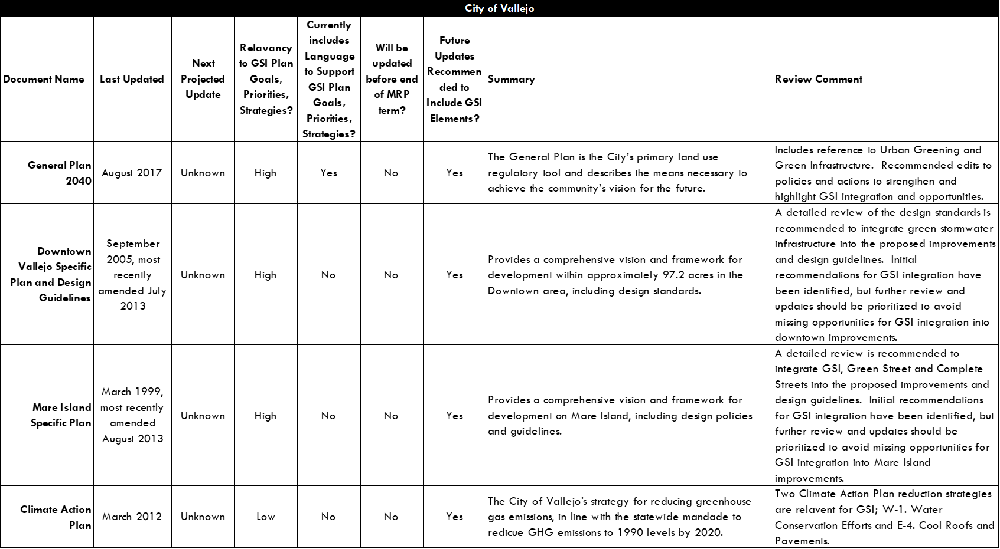 City of Vallejo
Document Name
Last Updated
Next
Projected
Update
Relavancy
to GSI Plan
Goals,
Priorities,
Strategies?
Currently
includes
Language
to Support
GSI Plan
Goals,
Priorities,
Strategies?
Will be
updated
before end
of MRP
term?
Future
Updates
Recommen
ded to
Include GSI
Elements?
Summary
Review Comment
General Plan
2040
August 2017
Unknown
High
Yes
No
Yes
The General Plan is the City’s primary land use
regulatory tool and describes the means necessary to
achieve the community’s vision for the future.
Includes reference to Urban Greening and
Green Infrastructure.  Recommended edits to
policies and actions to strengthen and
highlight GSI integration and opportunities.
Downtown
Vallejo Specific
Plan and Design
Guidelines
September
2005, most
recently
amended July
2013
Unknown
High
No
No
Yes
Provides a comprehensive vision and framework for
development within approximately 97.2 acres in the
Downtown area, including design standards.
A detailed review of the design standards is
recommended to integrate green stormwater
infrastructure into the proposed improvements
and design guidelines.  Initial
recommendations for GSI integration have
been identified, but further review and
updates should be prioritized to avoid
missing opportunities for GSI integration into
downtown improvements.
Mare Island
Specific Plan
March 1999,
most recently
amended
August 2013
Unknown
High
No
No
Yes
Provides a comprehensive vision and framework for
development on Mare Island, including design policies
and guidelines.
A detailed review is recommended to
integrate GSI, Green Street and Complete
Streets into the proposed improvements and
design guidelines.  Initial recommendations
for GSI integration have been identified, but
further review and updates should be
prioritized to avoid missing opportunities for
GSI integration into Mare Island
improvements.
Climate Action
Plan
March 2012
Unknown
Low
No
No
Yes
The City of Vallejo's strategy for reducing greenhouse
gas emissions, in line with the statewide mandade to
redicue GHG emissions to 1990 levels by 2020.
Two Climate Action Plan reduction strategies
are relavent for GSI; W-1. Water
Conservation Efforts and E-4. Cool Roofs and
Pavements.